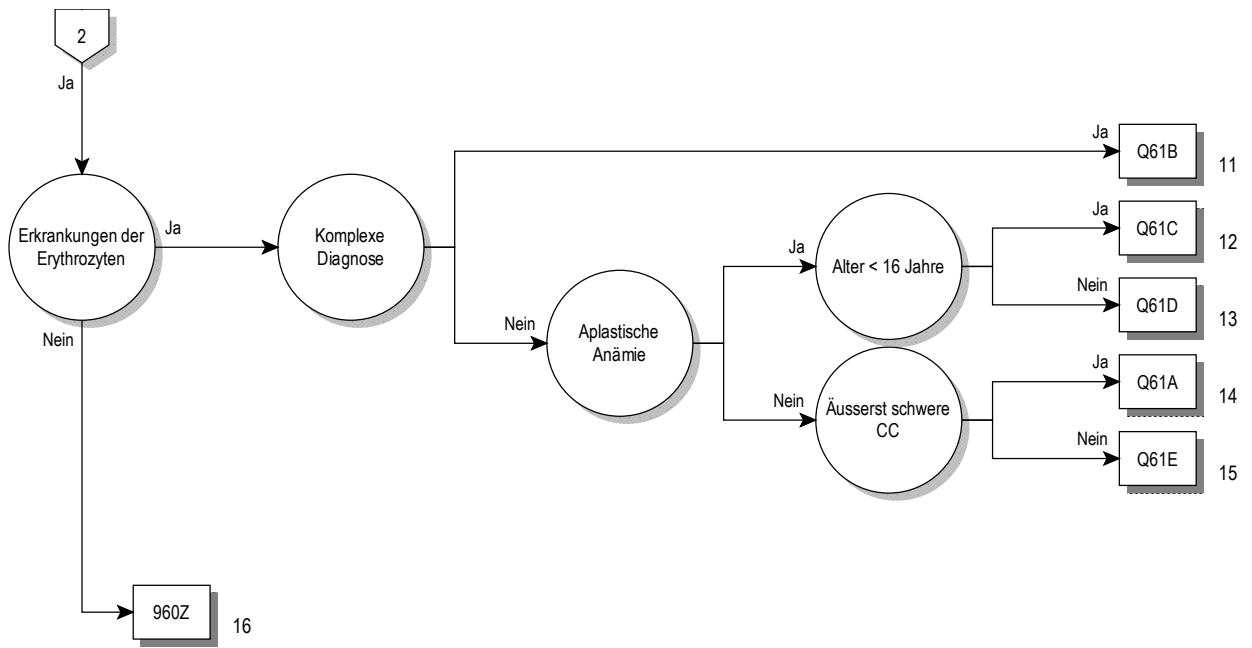 2
Ja
Ja
Q61B
11
Erkrankungen der
Erythrozyten
Ja
Komplexe
Diagnose
Ja
Alter < 16 Jahre
Ja
Q61C
12
Nein
Q61D
13
Nein
Nein
Aplastische
Anämie
Nein
Äusserst schwere
CC
Ja
Q61A
14
Nein
Q61E
15
960Z
16